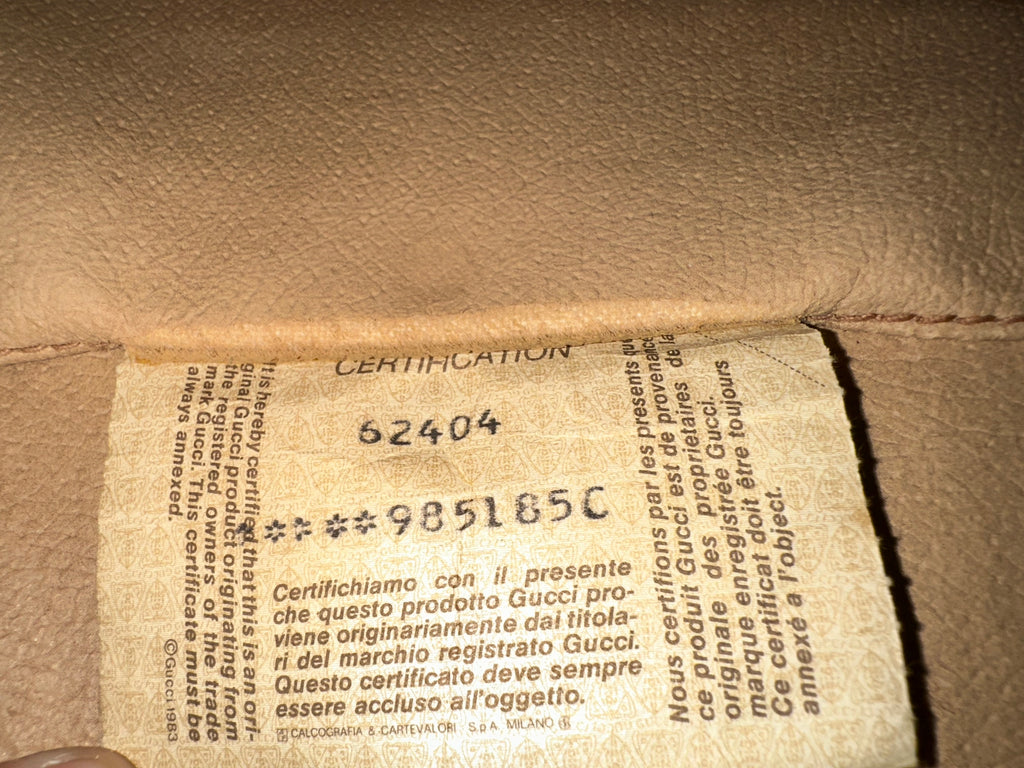 CERTIFICATION
62404
*****985185C
It is hereby certified that this is an ori-
ginal Gucci product originating from
the registered owners of the trade
mark Gucci. This certificate must be
always annexed.
©Gucci 1983
Certifichiamo con il presente
che questo prodotto Gucci pro-
viene originariamente dal titola-
ri del marchio registrato Gucci.
Questo certificato deve sempre
essere accluso all'oggetto.
CALCOGRAFIA & CARTEVALORI S.p.A. MILANO
Nous certifions par les présents que
ce produit Gucci est de provenance
originale des propriétaires de la
marque enregistrée Gucci.
Ce certificat doit être toujours
annexé à l'object.